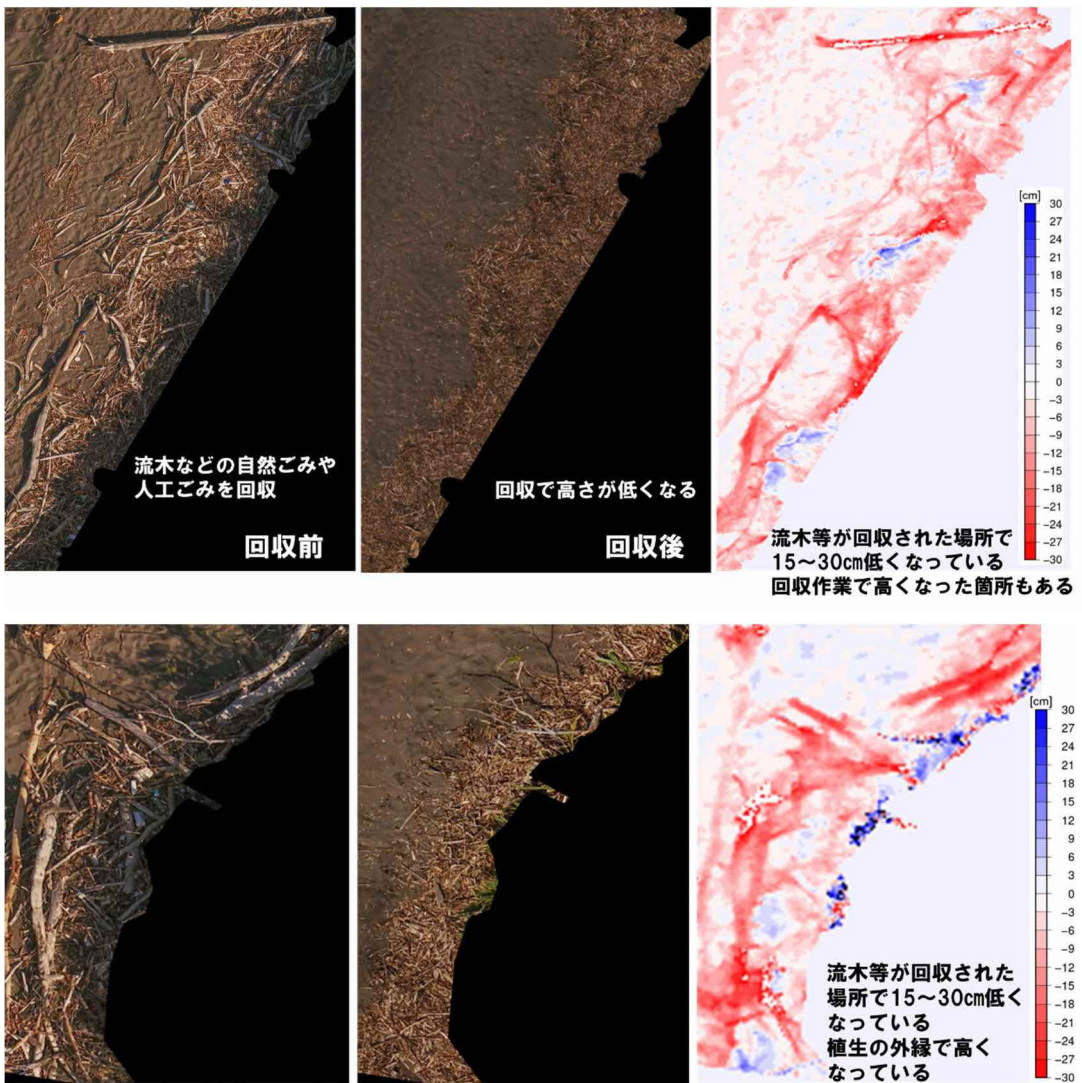 流木などの自然ごみや
人工ごみを回収
回収前
回収で高さが低くなる
回収後
[cm]
30
27
24
21
18
15
12
9
6
3
0
−3
−6
−9
−12
−15
−18
−21
−24
−27
−30
流木等が回収された場所で
15～30㎝低くなっている
回収作業で高くなった箇所もある
[cm]
30
27
24
21
18
15
12
9
6
3
0
−3
−6
−9
−12
−15
−18
−21
−24
−27
−30
流木等が回収された
場所で15～30㎝低く
なっている
植生の外縁で高く
なっている